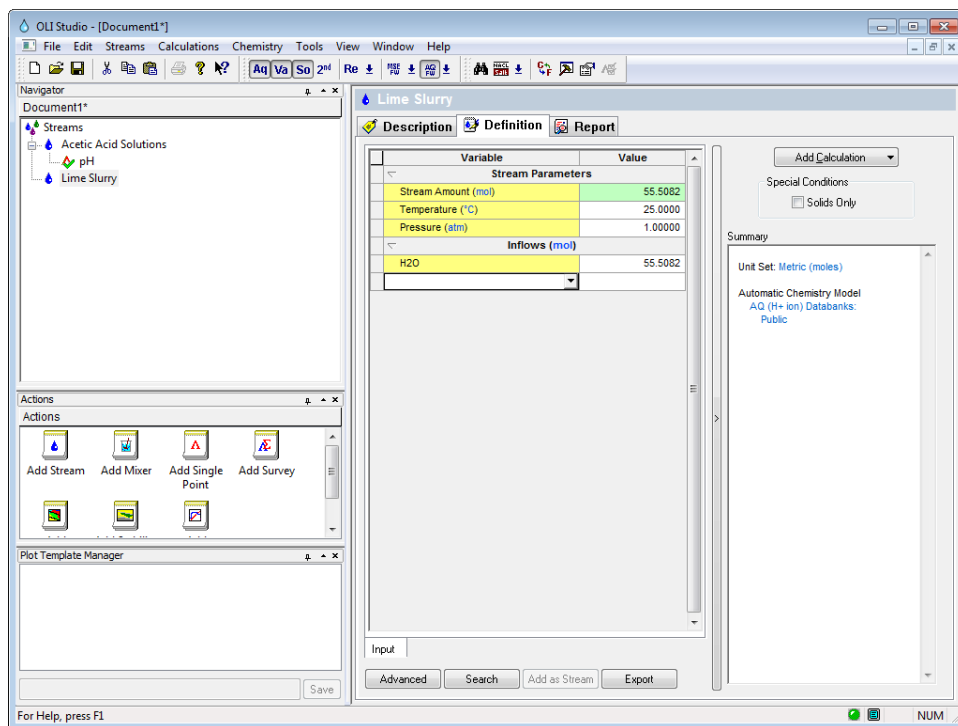 OLI Studio - [Document1*]
File Edit Streams Calculations Chemistry Tools View Window Help
Aq Va So 2nd Re MSE FW AQ FW
Navigator
Document1*
Streams
Acetic Acid Solutions
pH
Lime Slurry
Actions
Actions
Add Stream Add Mixer Add Single Point Add Survey
Plot Template Manager
Save
Lime Slurry
Description Definition Report
Variable Value
Stream Parameters
Stream Amount (mol) 55.5082
Temperature (°C) 25.0000
Pressure (atm) 1.00000
Inflows (mol)
H2O 55.5082
Input
Advanced Search Add as Stream Export
Add Calculation
Special Conditions
Solids Only
Summary
Unit Set: Metric (moles)
Automatic Chemistry Model
AQ (H+ ion) Databanks:
Public
For Help, press F1
NUM